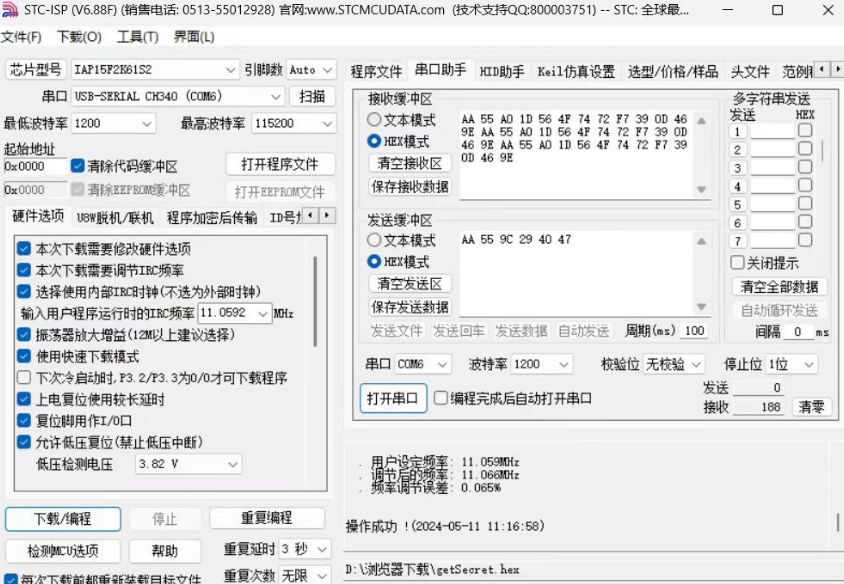 STC-ISP (V6.88F) (销售电话: 0513-55012928) 官网:www.STCMCUDATA.com (技术支持QQ:800003751) -- STC: 全球最...
文件(F) 下载(O) 工具(T) 界面(L)
芯片型号 IAP15F2K61S2 引脚数 Auto
串口 USB-SERIAL CH340 (COM6) 扫描
最低波特率 1200 最高波特率 115200
起始地址
0x0000 清除代码缓冲区 打开程序文件
0x0000 清除EEPROM缓冲区 打开EEPROM文件
硬件选项 U8W脱机/联机 程序加密后传输 ID号
本次下载需要修改硬件选项
本次下载需要调节IRC频率
选择使用内部IRC时钟(不选为外部时钟)
输入用户程序运行时的IRC频率 11.0592 MHz
振荡器放大增益(12M以上建议选择)
使用快速下载模式
下次冷启动时,P3.2/P3.3为0/0才可下载程序
上电复位使用较长延时
复位脚用作I/O口
允许低压复位(禁止低压中断)
低压检测电压 3.82 V
下载/编程 停止 重复编程
检测MCU选项 帮助 重复延时 3 秒
每次下载前都重新装载目标文件 重复次数 无限
程序文件 串口助手 HID助手 Keil仿真设置 选型/价格/样品 头文件 范例
接收缓冲区
文本模式
HEX模式
清空接收区
保存接收数据
AA 55 A0 1D 56 4F 74 72 F7 39 0D 46
9E AA 55 A0 1D 56 4F 74 72 F7 39 0D
46 9E AA 55 A0 1D 56 4F 74 72 F7 39
0D 46 9E
发送缓冲区
文本模式
HEX模式
清空发送区
保存发送数据
AA 55 9C 29 40 47
发送文件 发送回车 发送数据 自动发送 周期(ms) 100
多字符串发送
发送 HEX
1
2
3
4
5
6
7
关闭提示
清空全部数据
自动循环发送
间隔 0 ms
串口 COM6 波特率 1200 校验位 无校验 停止位 1位
打开串口 编程完成后自动打开串口
发送 0
接收 188 清零
. 用户设定频率: 11.059MHz
. 调节后的频率: 11.066MHz
. 频率调节误差: 0.065%
操作成功 !(2024-05-11 11:16:58)
D:\浏览器下载\getSecret.hex